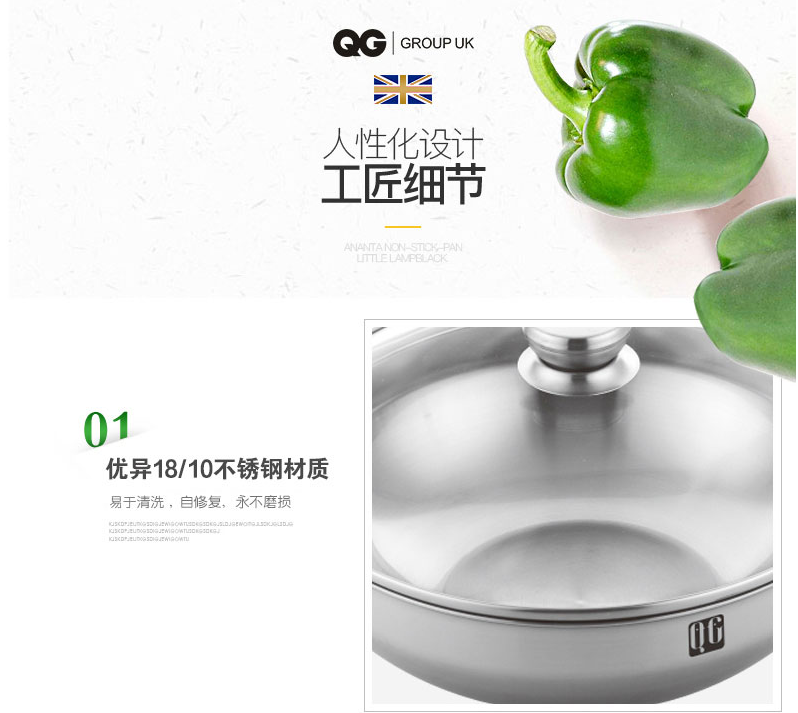 QG GROUP UK
人性化设计
工匠细节
ANANTA NON-STICK-PAN
LITTLE LAMPBLACK
01
优异18/10不锈钢材质
易于清洗，自修复，永不磨损
QG